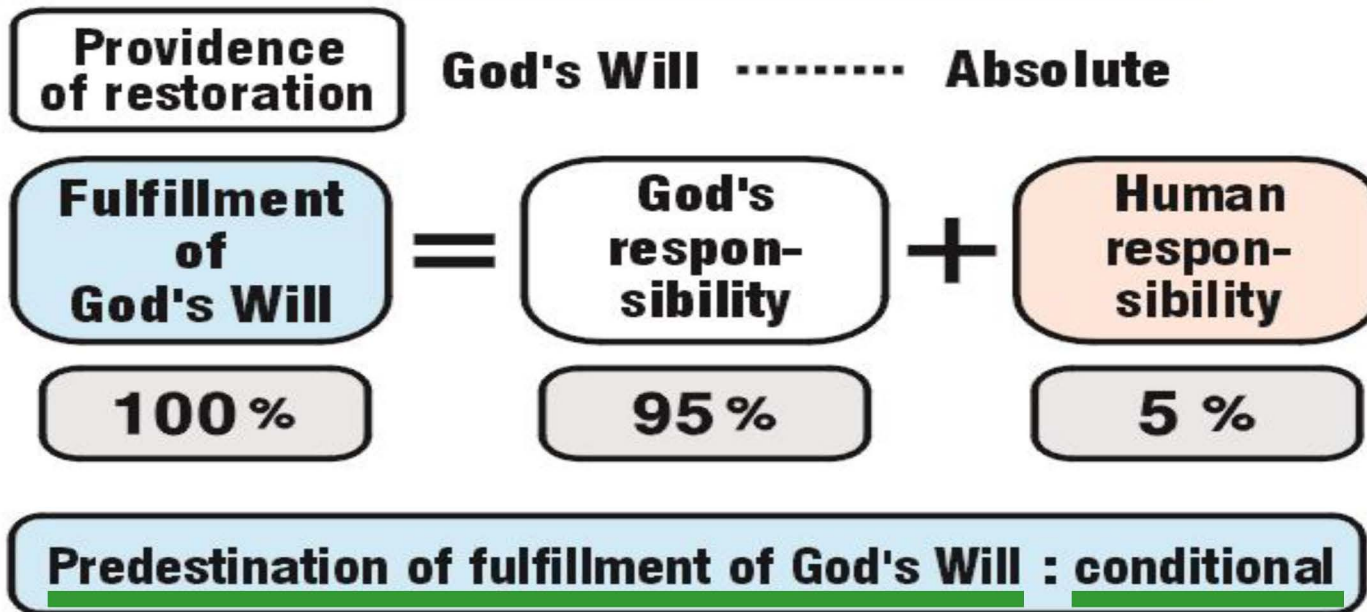 Providence
of restoration
God's Will --------- Absolute
Fulfillment
of
God's Will
=
God's
respon-
sibility
+
Human
respon-
sibility
100 %
95 %
5 %
Predestination of fulfillment of God's Will : conditional